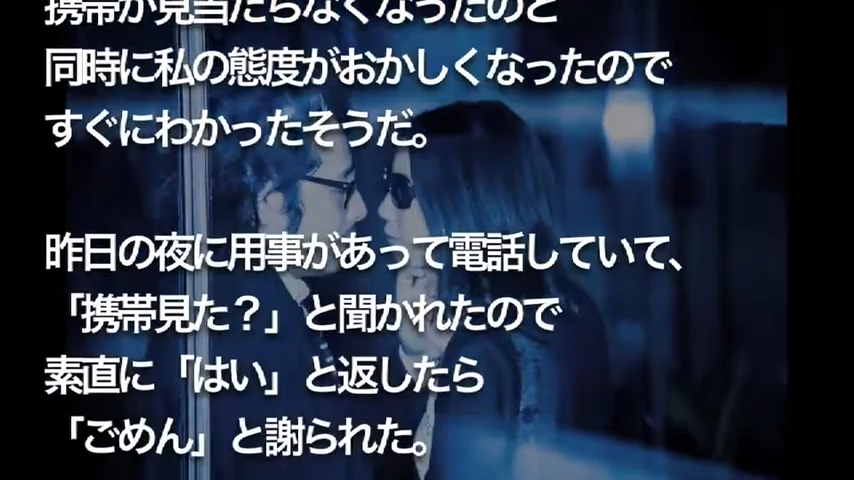 携帯が見当たらなくなったのと
同時に私の態度がおかしくなったので
すぐにわかったそうだ。
昨日の夜に用事があって電話していて、
「携帯見た？」と聞かれたので
素直に「はい」と返したら
「ごめん」と謝られた。